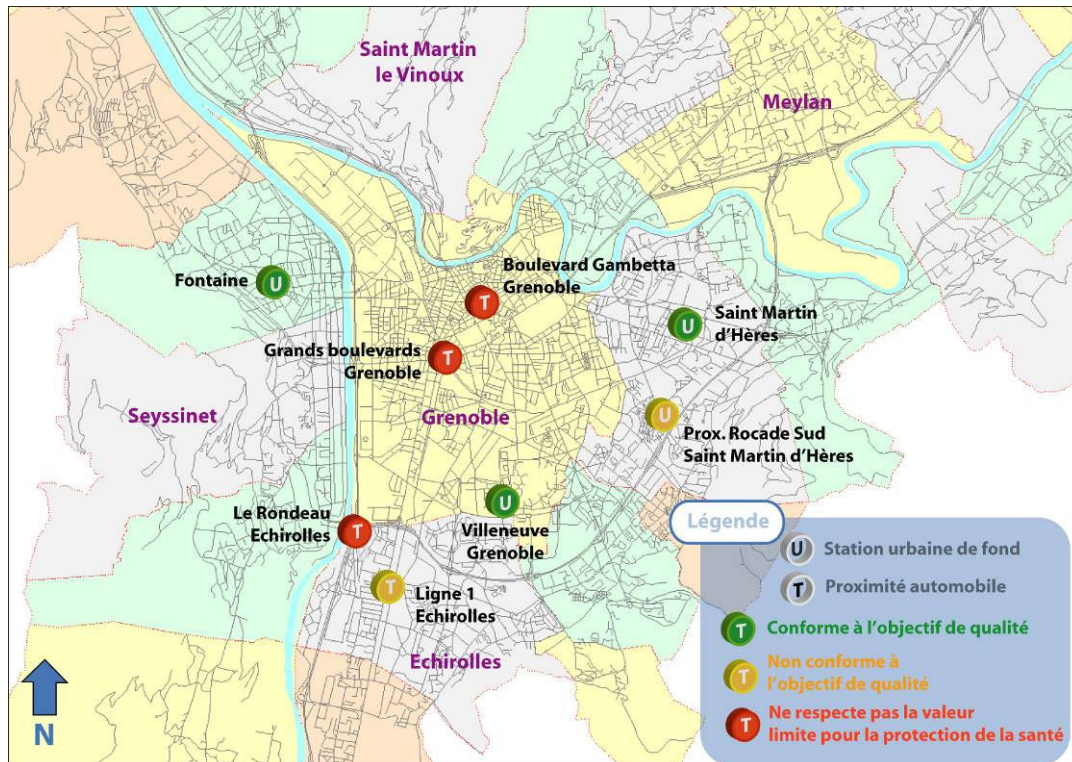 Saint Martin
le Vinoux
Meylan
Fontaine
U
Boulevard Gambetta
Grenoble
T
Saint Martin
d'Hères
U
Grands boulevards
Grenoble
T
Seyssinet
Grenoble
U
Prox. Rocade Sud
Saint Martin d'Hères
Le Rondeau
Echirolles
T
U
Villeneuve
Grenoble
T
Ligne 1
Echirolles
Echirolles
N
Légende
U
Station urbaine de fond
T
Proximité automobile
T
Conforme à l'objectif de qualité
T
Non conforme à
l'objectif de qualité
T
Ne respecte pas la valeur
limite pour la protection de la santé